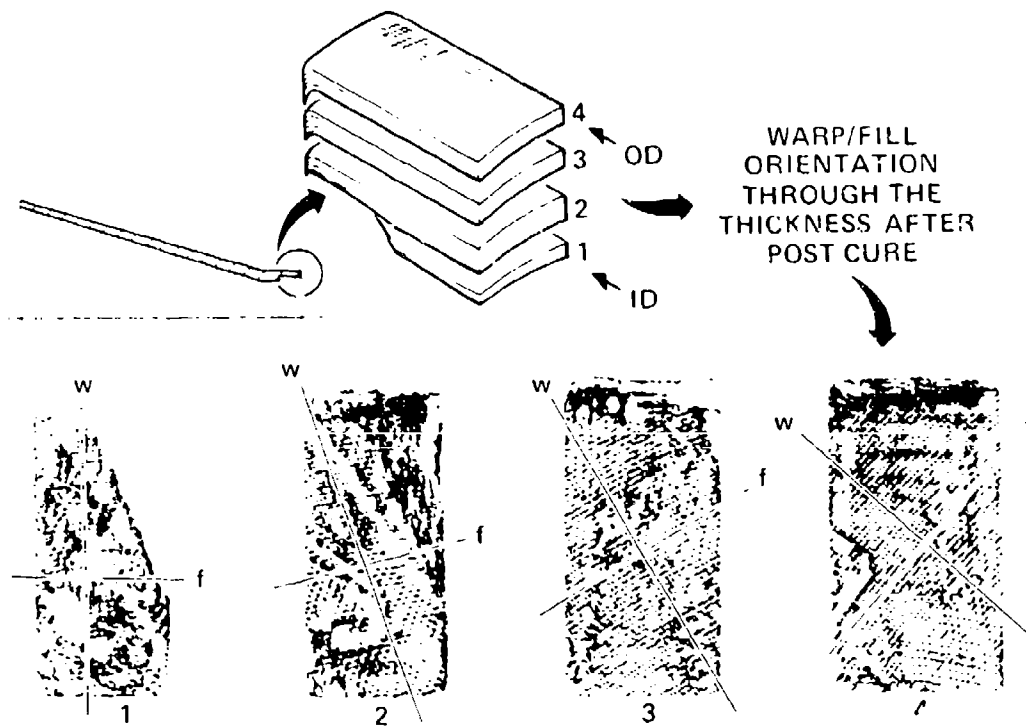 4
OD
3
2
1
ID
WARP/FILL
ORIENTATION
THROUGH THE
THICKNESS AFTER
POST CURE
w
f
1
w
f
2
w
f
3
w